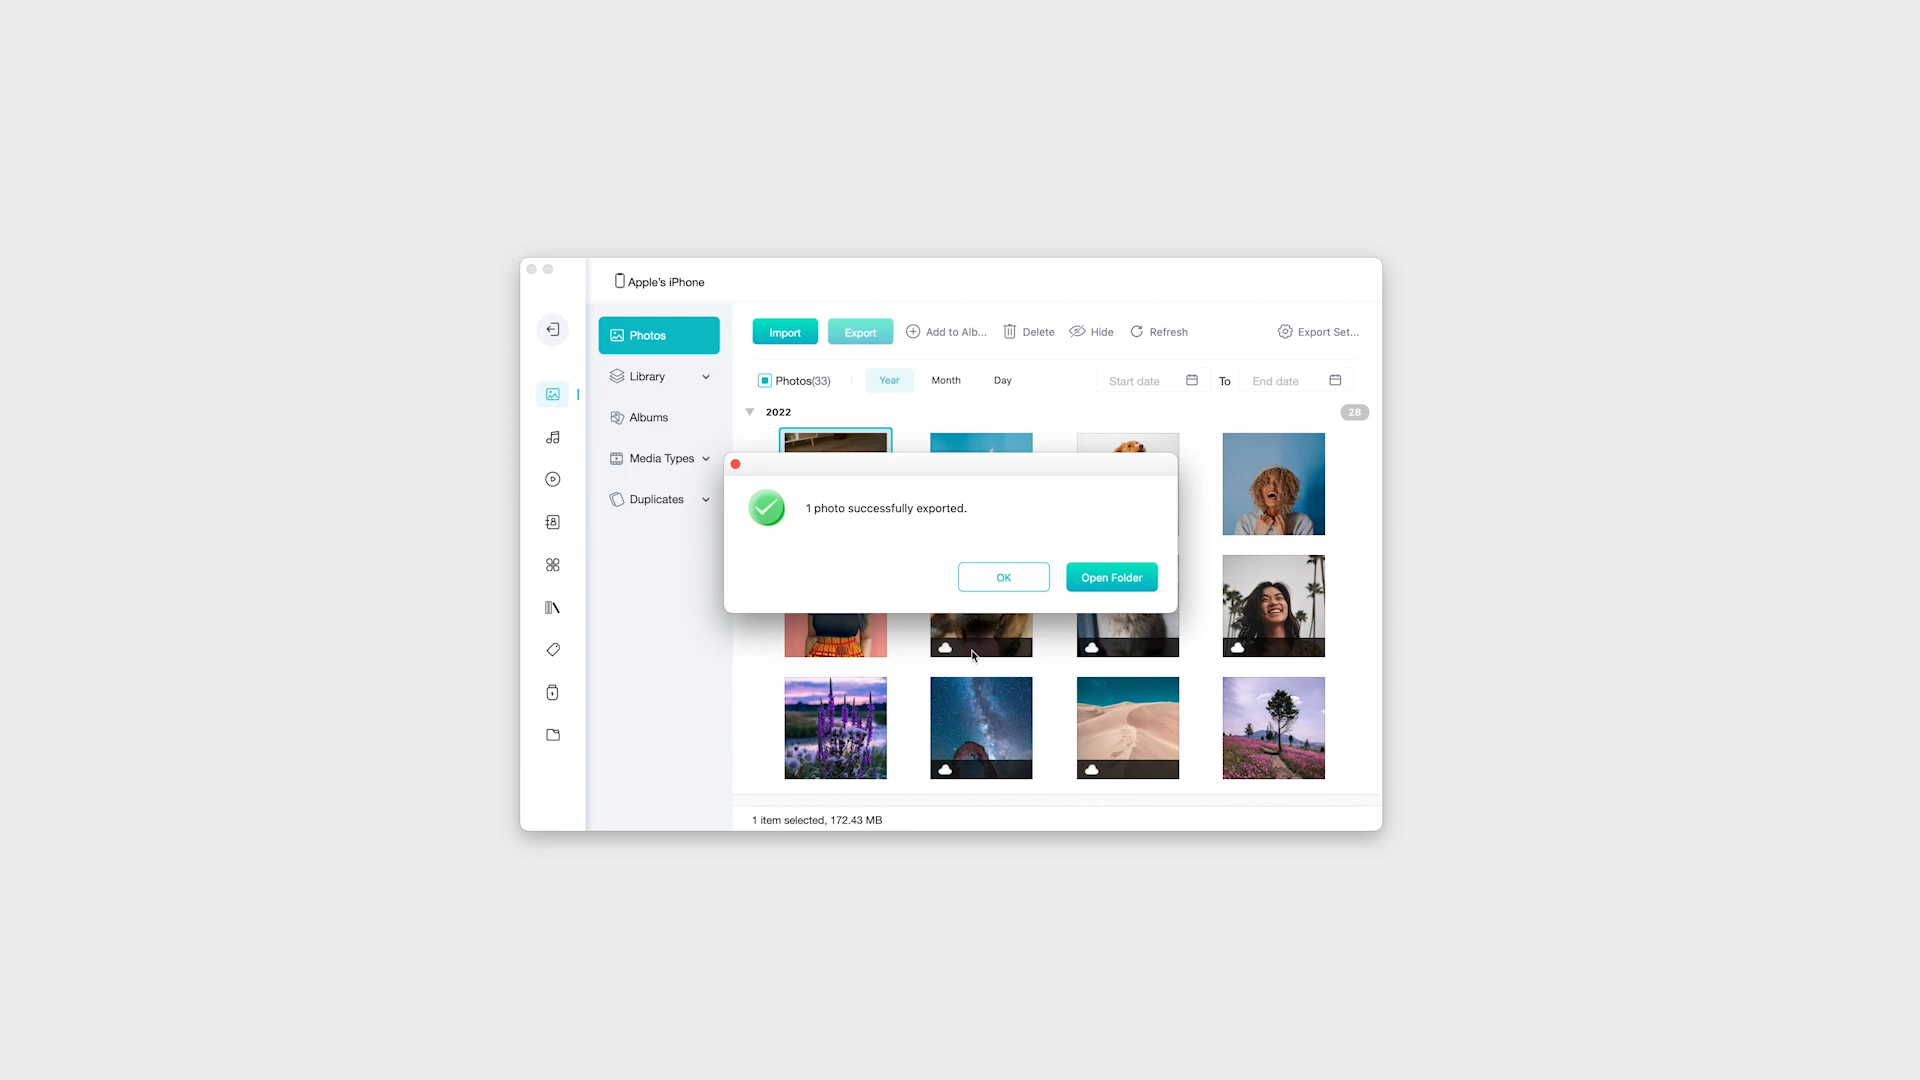 Apple's iPhone
Photos
Library
Albums
Media Types
Duplicates
Import
Export
Add to Alb...
Delete
Hide
Refresh
Export Set...
Photos(33)
Year
Month
Day
Start date
To
End date
2022
28
1 photo successfully exported.
OK
Open Folder
1 item selected, 172.43 MB